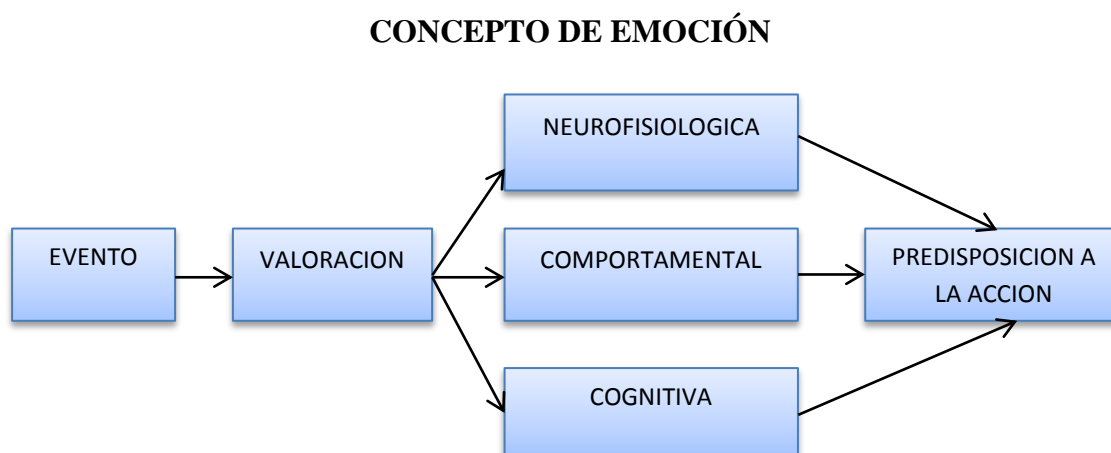 CONCEPTO DE EMOCIÓN
NEUROFISIOLOGICA
EVENTO
VALORACION
COMPORTAMENTAL
PREDISPOSICION A
LA ACCION
COGNITIVA